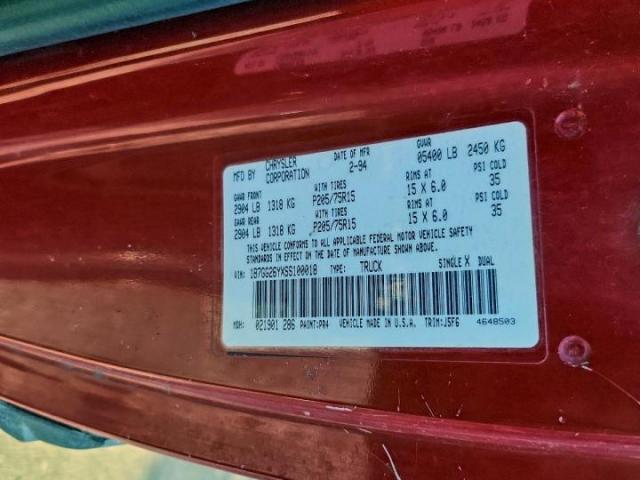 MFD BY CHRYSLER CORPORATION DATE OF MFR 2-94 GVWR 05400 LB 2450 KG
GAWR FRONT WITH TIRES RIMS AT PSI COLD
2904 LB 1318 KG P205/75R15 15 X 6.0 35
GAWR REAR WITH TIRES RIMS AT PSI COLD
2904 LB 1318 KG P205/75R15 15 X 6.0 35
THIS VEHICLE CONFORMS TO ALL APPLICABLE FEDERAL MOTOR VEHICLE SAFETY
STANDARDS IN EFFECT ON THE DATE OF MANUFACTURE SHOWN ABOVE.
VIN: 1B7GG26YXSS100018 TYPE: TRUCK SINGLE X DUAL
MDH: 021901 286 PAINT:PR4 VEHICLE MADE IN U.S.A. TRIM:J5F6 4648503